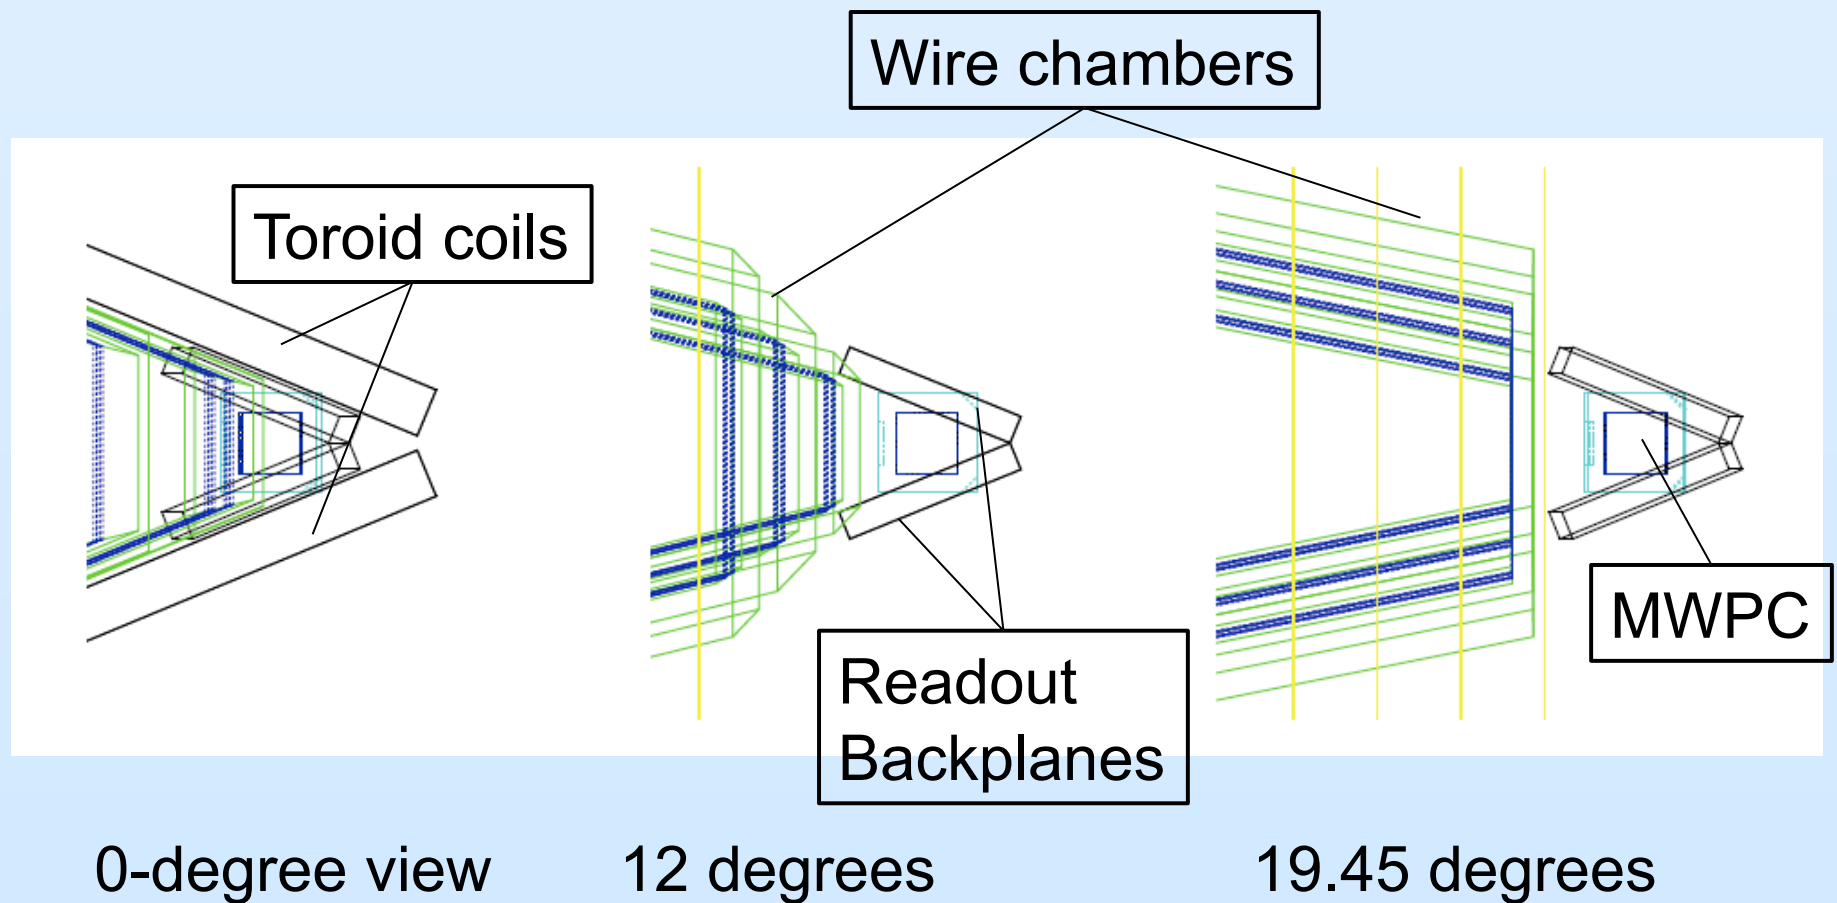 Wire chambers
Toroid coils
MWPC
Readout
Backplanes
0-degree view
12 degrees
19.45 degrees